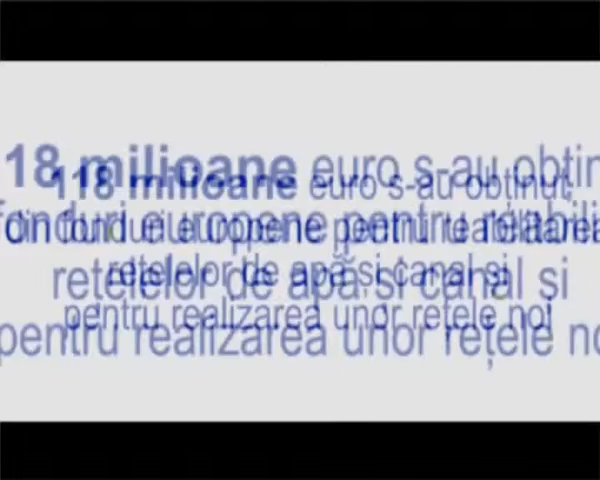 118 milioane euro s-au obținut,
din fonduri europene pentru reabilitarea
rețelelor de apă și canal și
pentru realizarea unor rețele noi